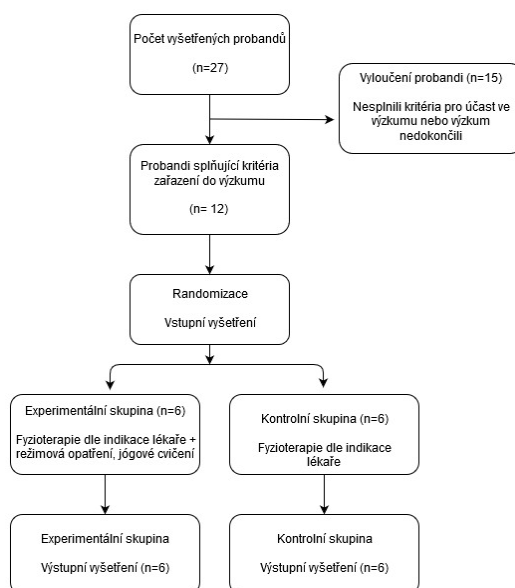 Počet vyšetřených probandů
(n=27)
Vyloučení probandi (n=15)
Nesplnili kritéria pro účast ve
výzkumu nebo výzkum
nedokončili
Probandi splňující kritéria
zařazení do výzkumu
(n= 12)
Randomizace
Vstupní vyšetření
Experimentální skupina (n=6)
Fyzioterapie dle indikace lékaře +
režimová opatření, jógové cvičení
Kontrolní skupina (n=6)
Fyzioterapie dle indikace
lékaře
Experimentální skupina
Výstupní vyšetření (n=6)
Kontrolní skupina
Výstupní vyšetření (n=6)